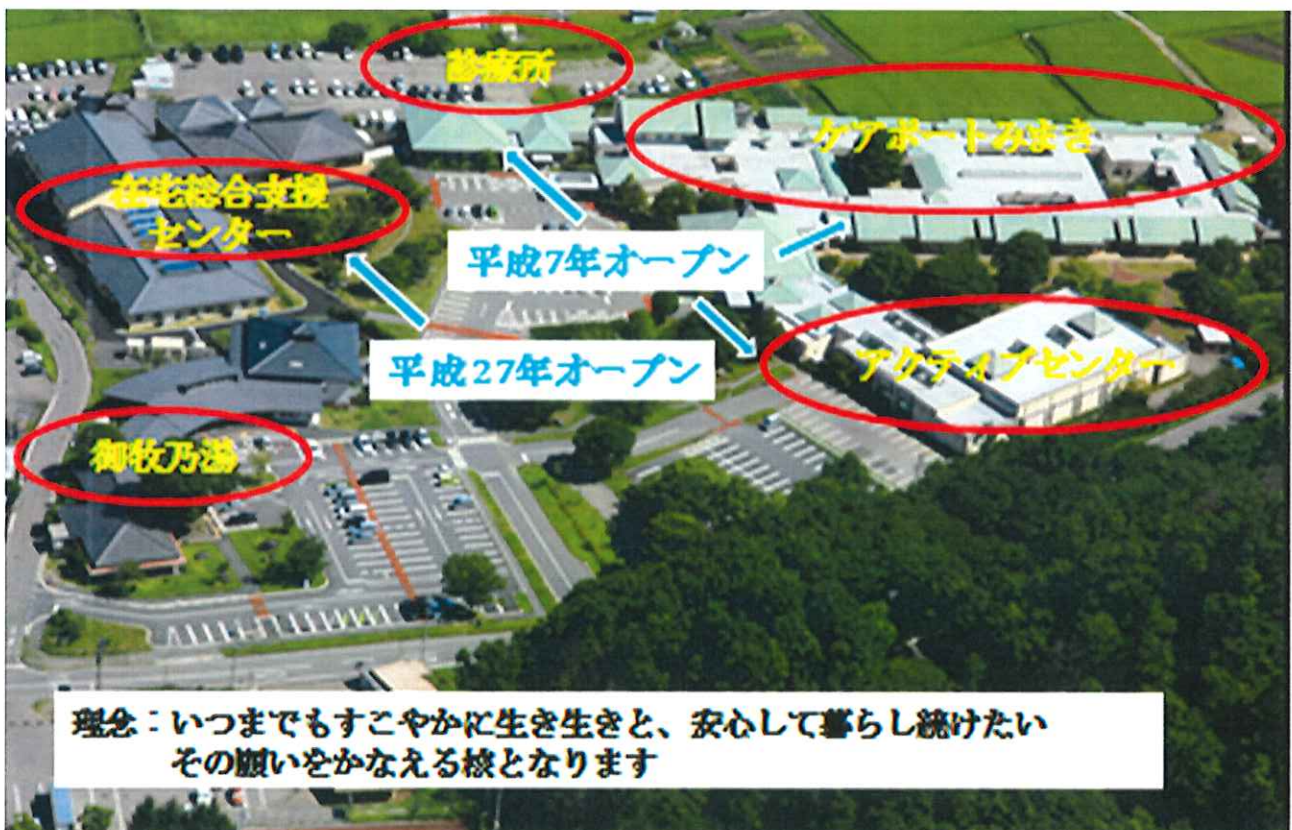 診療所
ケアポートみまき
在宅総合支援
センター
平成7年オープン
平成27年オープン
アクティブセンター
御牧乃湯
理念：いつまでもすこやかに生き生きと、安心して暮らし続けたい
その願いをかなえる核となります